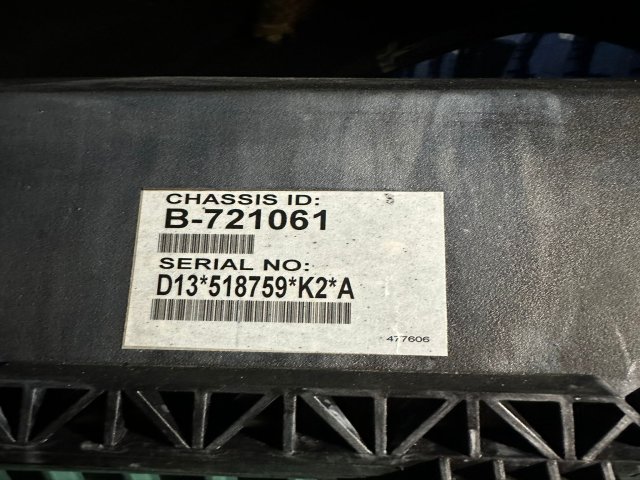 CHASSIS ID:
B-721061
SERIAL NO:
D13*518759*K2*A
477606